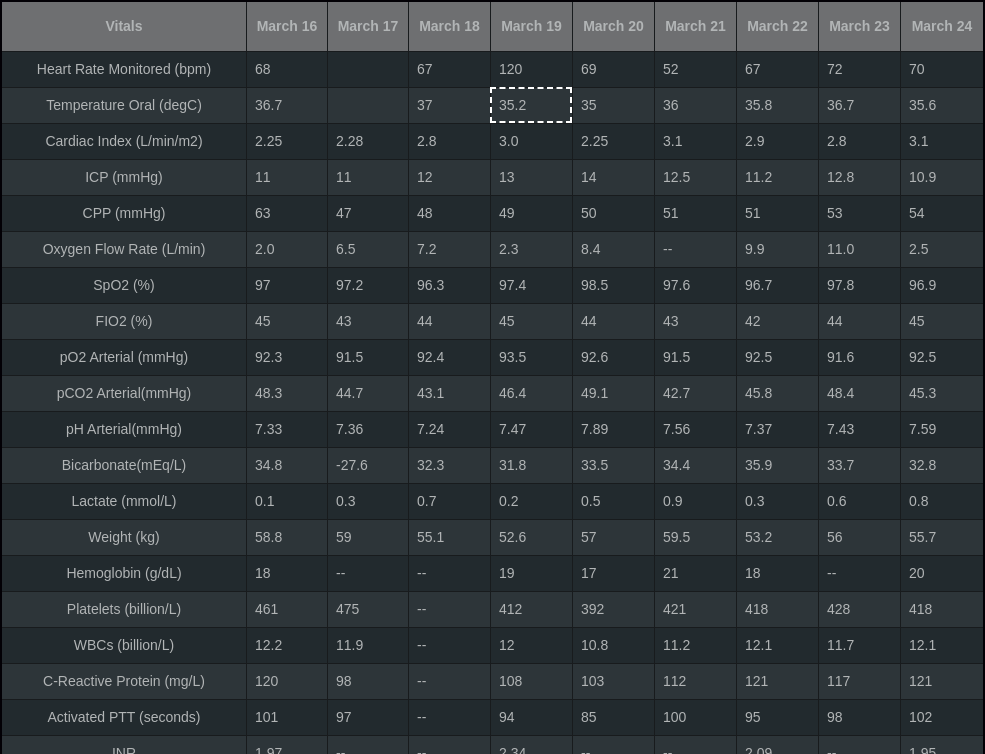 Vitals March 16 March 17 March 18 March 19 March 20 March 21 March 22 March 23 March 24
Heart Rate Monitored (bpm) 68 67 120 69 52 67 72 70
Temperature Oral (degC) 36.7 37 35.2 35 36 35.8 36.7 35.6
Cardiac Index (L/min/m2) 2.25 2.28 2.8 3.0 2.25 3.1 2.9 2.8 3.1
ICP (mmHg) 11 11 12 13 14 12.5 11.2 12.8 10.9
CPP (mmHg) 63 47 48 49 50 51 51 53 54
Oxygen Flow Rate (L/min) 2.0 6.5 7.2 2.3 8.4 -- 9.9 11.0 2.5
SpO2 (%) 97 97.2 96.3 97.4 98.5 97.6 96.7 97.8 96.9
FIO2 (%) 45 43 44 45 44 43 42 44 45
pO2 Arterial (mmHg) 92.3 91.5 92.4 93.5 92.6 91.5 92.5 91.6 92.5
pCO2 Arterial(mmHg) 48.3 44.7 43.1 46.4 49.1 42.7 45.8 48.4 45.3
pH Arterial(mmHg) 7.33 7.36 7.24 7.47 7.89 7.56 7.37 7.43 7.59
Bicarbonate(mEq/L) 34.8 -27.6 32.3 31.8 33.5 34.4 35.9 33.7 32.8
Lactate (mmol/L) 0.1 0.3 0.7 0.2 0.5 0.9 0.3 0.6 0.8
Weight (kg) 58.8 59 55.1 52.6 57 59.5 53.2 56 55.7
Hemoglobin (g/dL) 18 -- -- 19 17 21 18 -- 20
Platelets (billion/L) 461 475 -- 412 392 421 418 428 418
WBCs (billion/L) 12.2 11.9 -- 12 10.8 11.2 12.1 11.7 12.1
C-Reactive Protein (mg/L) 120 98 -- 108 103 112 121 117 121
Activated PTT (seconds) 101 97 -- 94 85 100 95 98 102
INR 1.97 -- -- 2.34 -- -- 2.09 -- 1.95